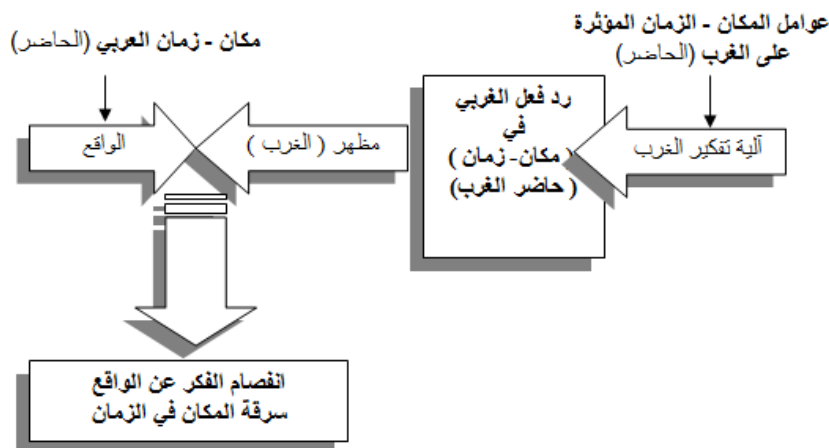 عوامل المكان - الزمان المؤثرة
على الغرب (الحاضر)
آلية تفكير الغرب
رد فعل الغربي
في
( مكان- زمان )
( حاضر الغرب)
مظهر ( الغرب )
مكان - زمان العربي (الحاضر)
الواقع
انفصام الفكر عن الواقع
سرقة المكان في الزمان